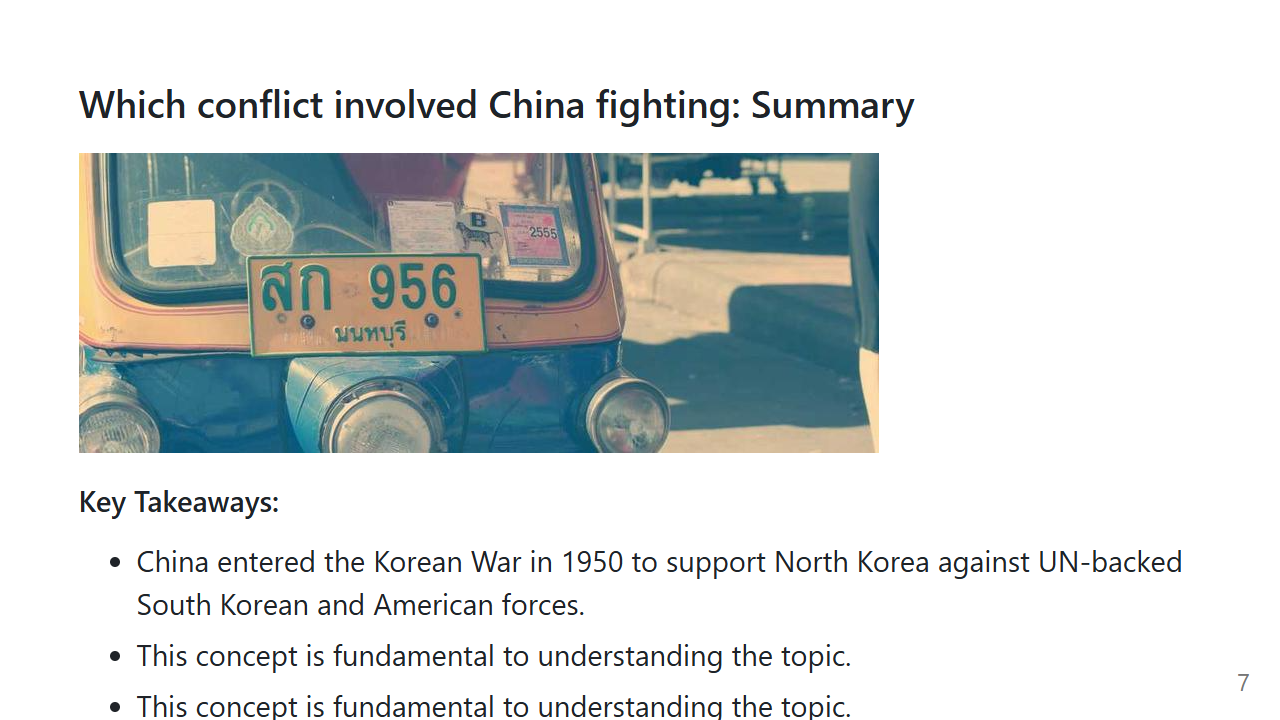 Which conflict involved China fighting: Summary
B
2555
สก 956
นนทบุรี
Key Takeaways:
• China entered the Korean War in 1950 to support North Korea against UN-backed
South Korean and American forces.
• This concept is fundamental to understanding the topic.
• This concept is fundamental to understanding the topic.
7